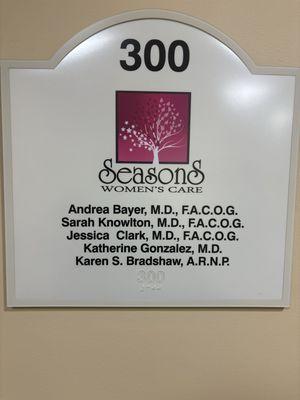 300
Seasons
WOMEN'S CARE
Andrea Bayer, M.D., F.A.C.O.G.
Sarah Knowlton, M.D., F.A.C.O.G.
Jessica Clark, M.D., F.A.C.O.G.
Katherine Gonzalez, M.D.
Karen S. Bradshaw, A.R.N.P.
300